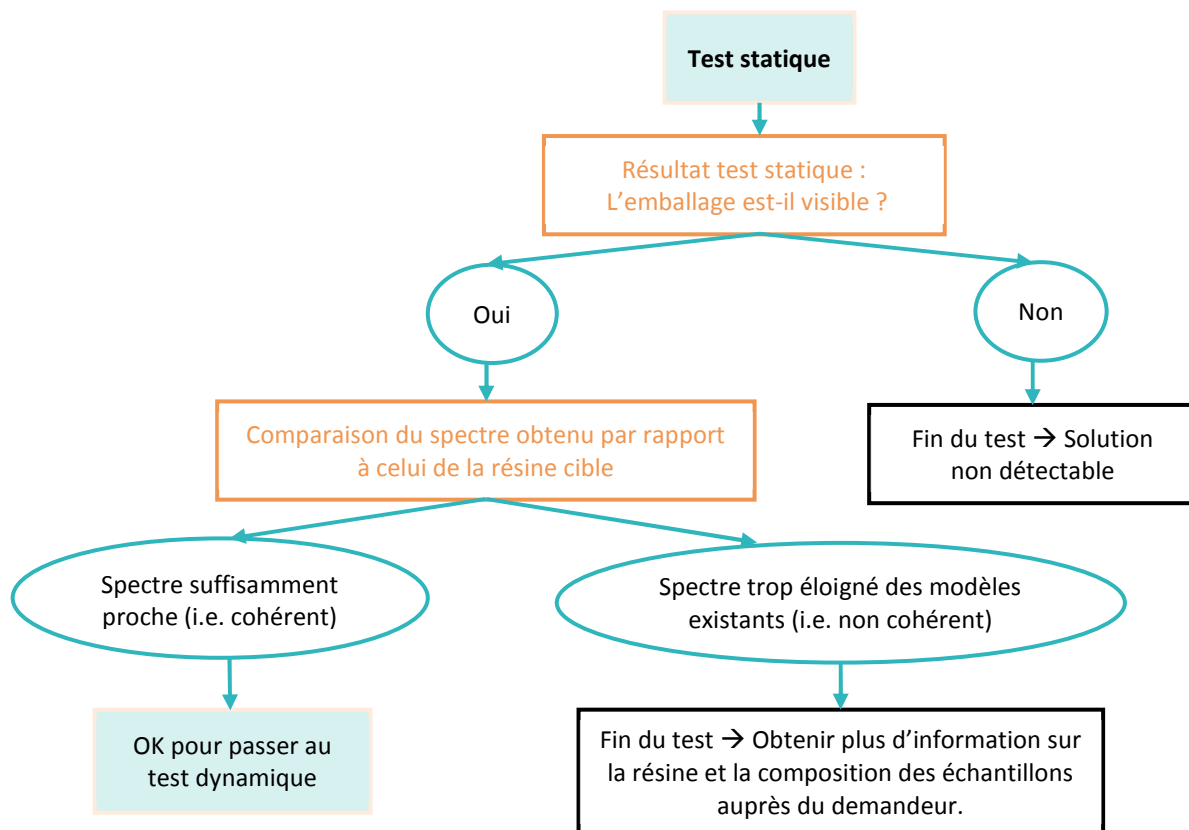 Test statique
Résultat test statique :
L’emballage est-il visible ?
Oui
Non
Comparaison du spectre obtenu par rapport
à celui de la résine cible
Fin du test → Solution
non détectable
Spectre suffisamment
proche (i.e. cohérent)
Spectre trop éloigné des modèles
existants (i.e. non cohérent)
OK pour passer au
test dynamique
Fin du test → Obtenir plus d’information sur
la résine et la composition des échantillons
auprès du demandeur.